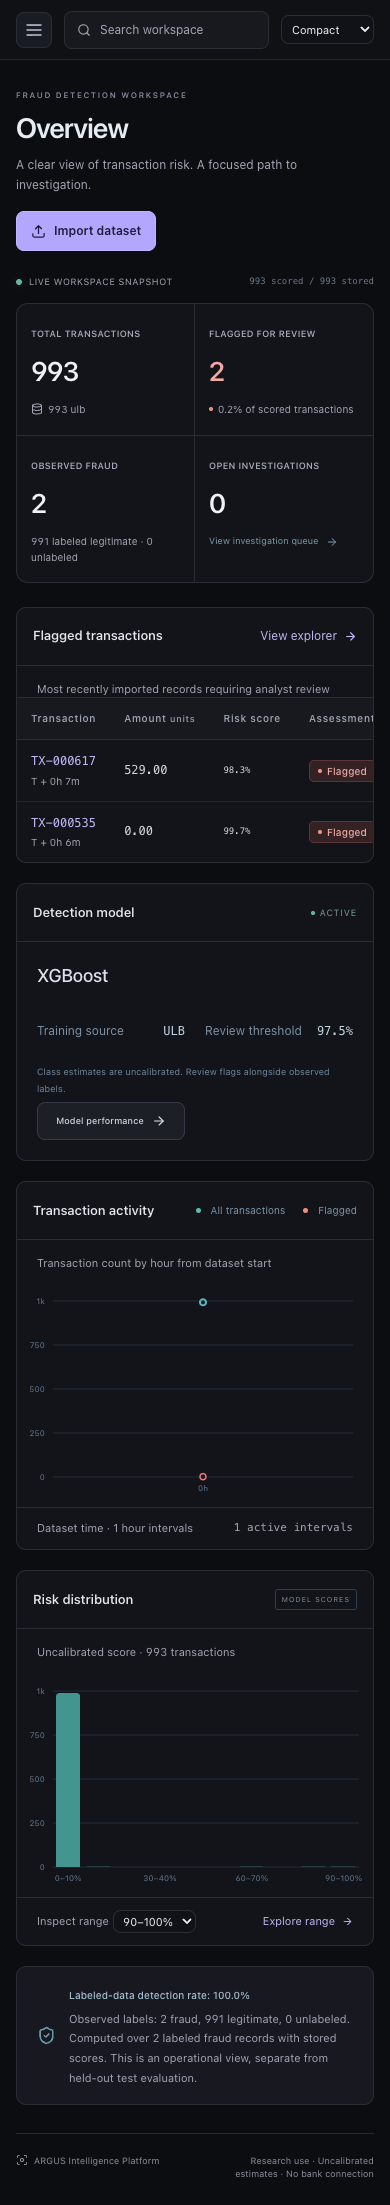 Search workspace
Compact
FRAUD DETECTION WORKSPACE
Overview
A clear view of transaction risk. A focused path to
investigation.
Import dataset
LIVE WORKSPACE SNAPSHOT
993 scored / 993 stored
TOTAL TRANSACTIONS
993
993 ulb
FLAGGED FOR REVIEW
2
0.2% of scored transactions
OBSERVED FRAUD
2
991 labeled legitimate · 0
unlabeled
OPEN INVESTIGATIONS
0
View investigation queue
Flagged transactions
View explorer
Most recently imported records requiring analyst review
Transaction Amount units Risk score Assessment
TX-000617
T + 0h 7m
529.00
98.3%
Flagged
TX-000535
T + 0h 6m
0.00
99.7%
Flagged
Detection model
ACTIVE
XGBoost
Training source ULB
Review threshold 97.5%
Class estimates are uncalibrated. Review flags alongside observed
labels.
Model performance
Transaction activity
All transactions
Flagged
Transaction count by hour from dataset start
1k
750
500
250
0
0h
Dataset time · 1 hour intervals
1 active intervals
Risk distribution
MODEL SCORES
Uncalibrated score · 993 transactions
1k
750
500
250
0
0–10% 30–40% 60–70% 90–100%
Inspect range 90–100%
Explore range
Labeled-data detection rate: 100.0%
Observed labels: 2 fraud, 991 legitimate, 0 unlabeled.
Computed over 2 labeled fraud records with stored
scores. This is an operational view, separate from
held-out test evaluation.
ARGUS Intelligence Platform
Research use · Uncalibrated
estimates · No bank connection